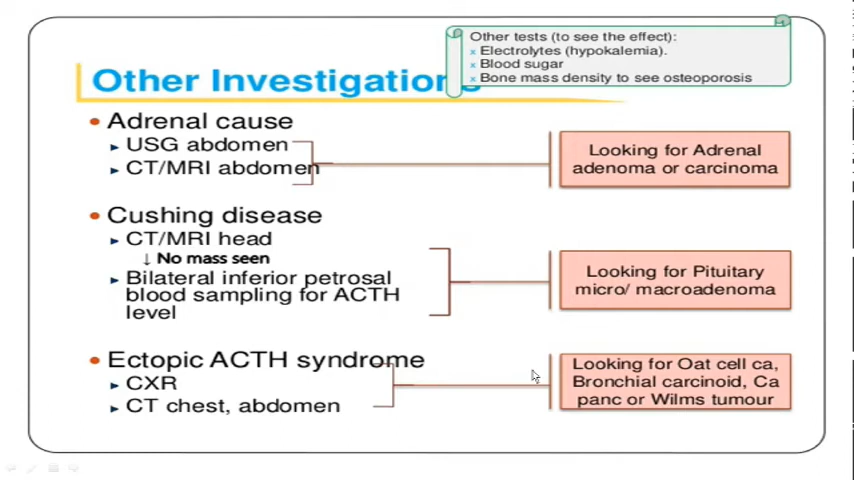 Other tests (to see the effect):
x Electrolytes (hypokalemia).
x Blood sugar
x Bone mass density to see osteoporosis
Other Investigations
• Adrenal cause
► USG abdomen
► CT/MRI abdomen
Looking for Adrenal
adenoma or carcinoma
• Cushing disease
► CT/MRI head
↓ No mass seen
► Bilateral inferior petrosal
blood sampling for ACTH
level
Looking for Pituitary
micro/ macroadenoma
• Ectopic ACTH syndrome
► CXR
► CT chest, abdomen
Looking for Oat cell ca,
Bronchial carcinoid, Ca
panc or Wilms tumour